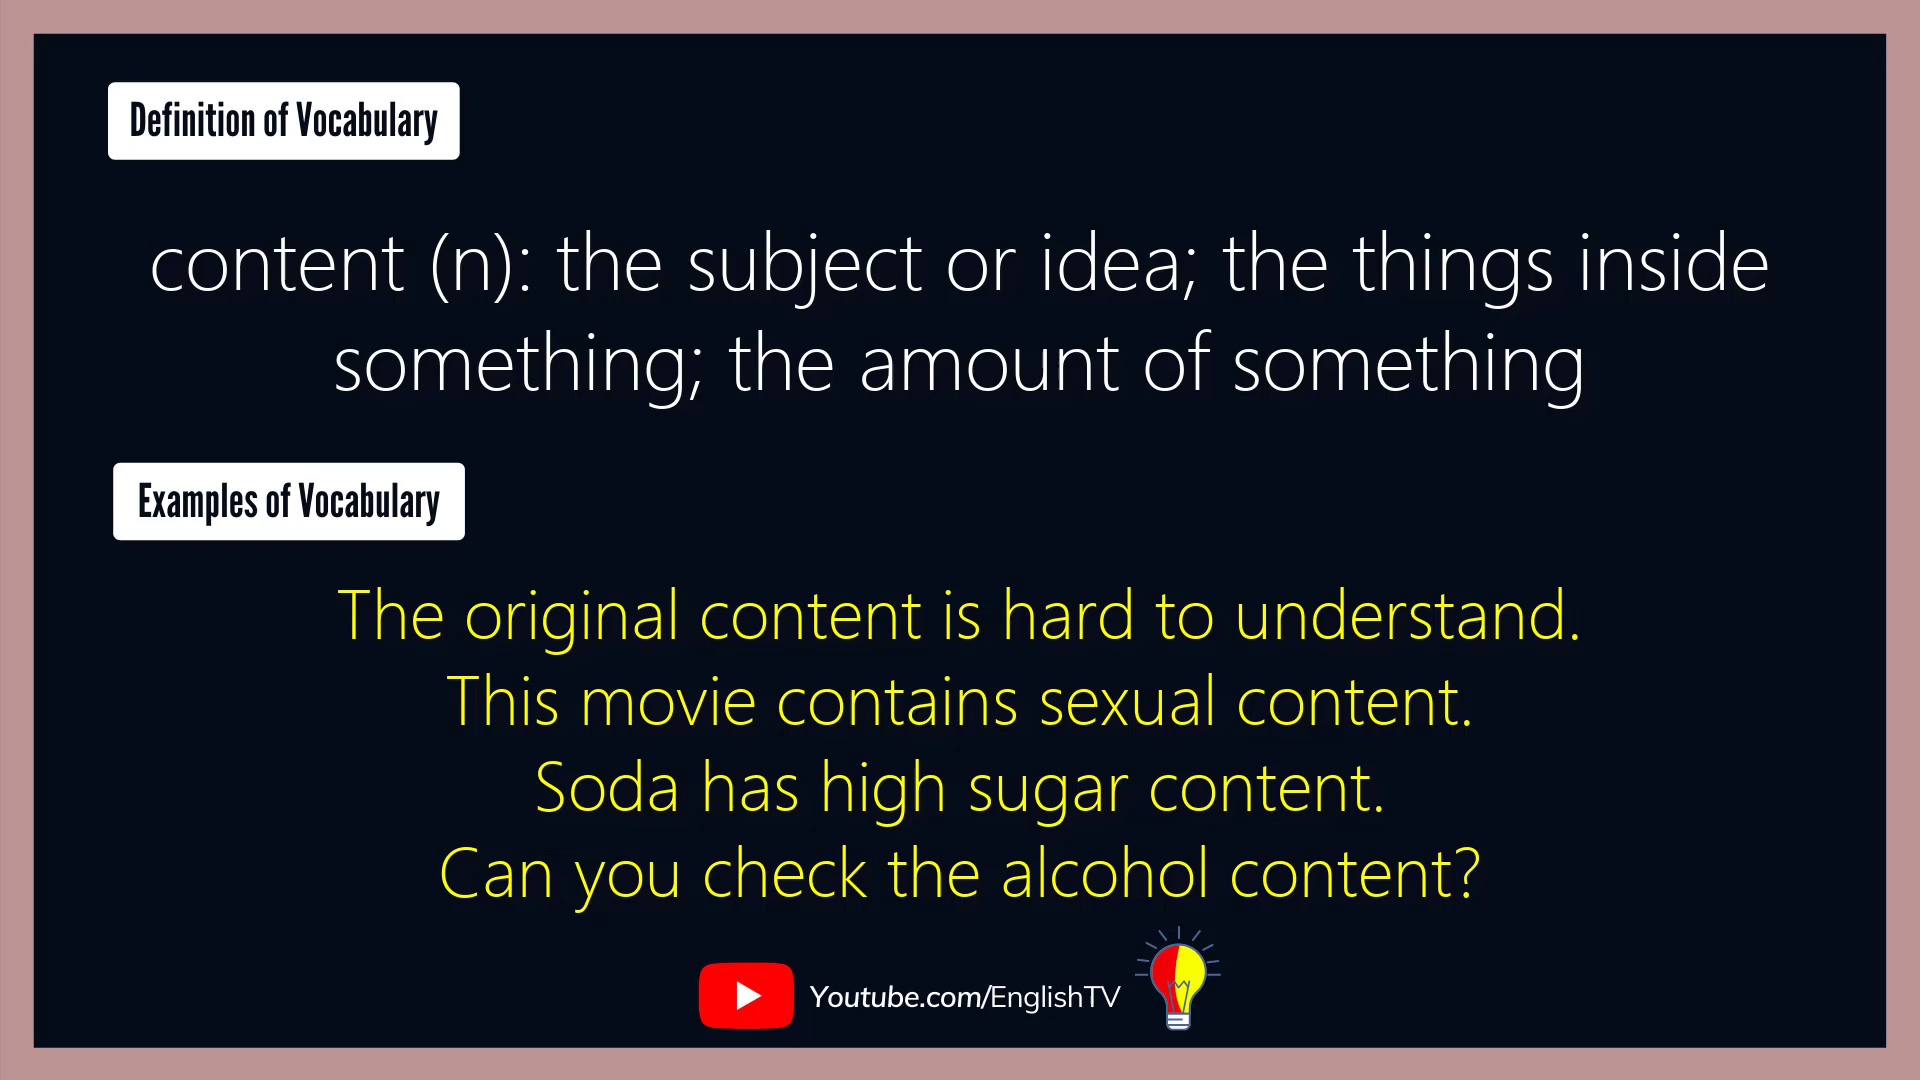 Definition of Vocabulary
content (n): the subject or idea; the things inside
something; the amount of something
Examples of Vocabulary
The original content is hard to understand.
This movie contains sexual content.
Soda has high sugar content.
Can you check the alcohol content?
Youtube.com/EnglishTV